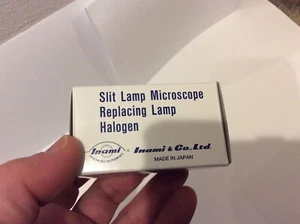 Slit Lamp Microscope
Replacing Lamp
Halogen
Inami Inami & Co.Ltd.
MADE IN JAPAN